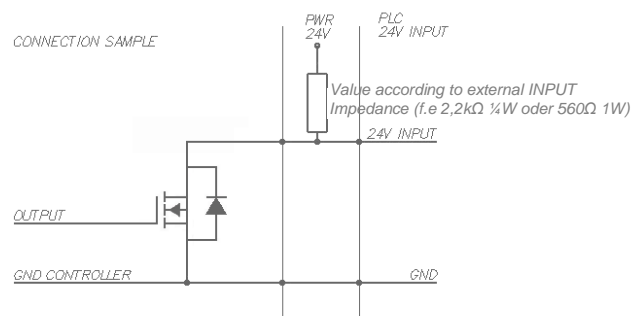 PWR
24V
PLC
24V INPUT
CONNECTION SAMPLE
Value according to external INPUT
Impedance (f.e 2,2kΩ ¼W oder 560Ω 1W)
24V INPUT
OUTPUT
GND CONTROLLER
GND